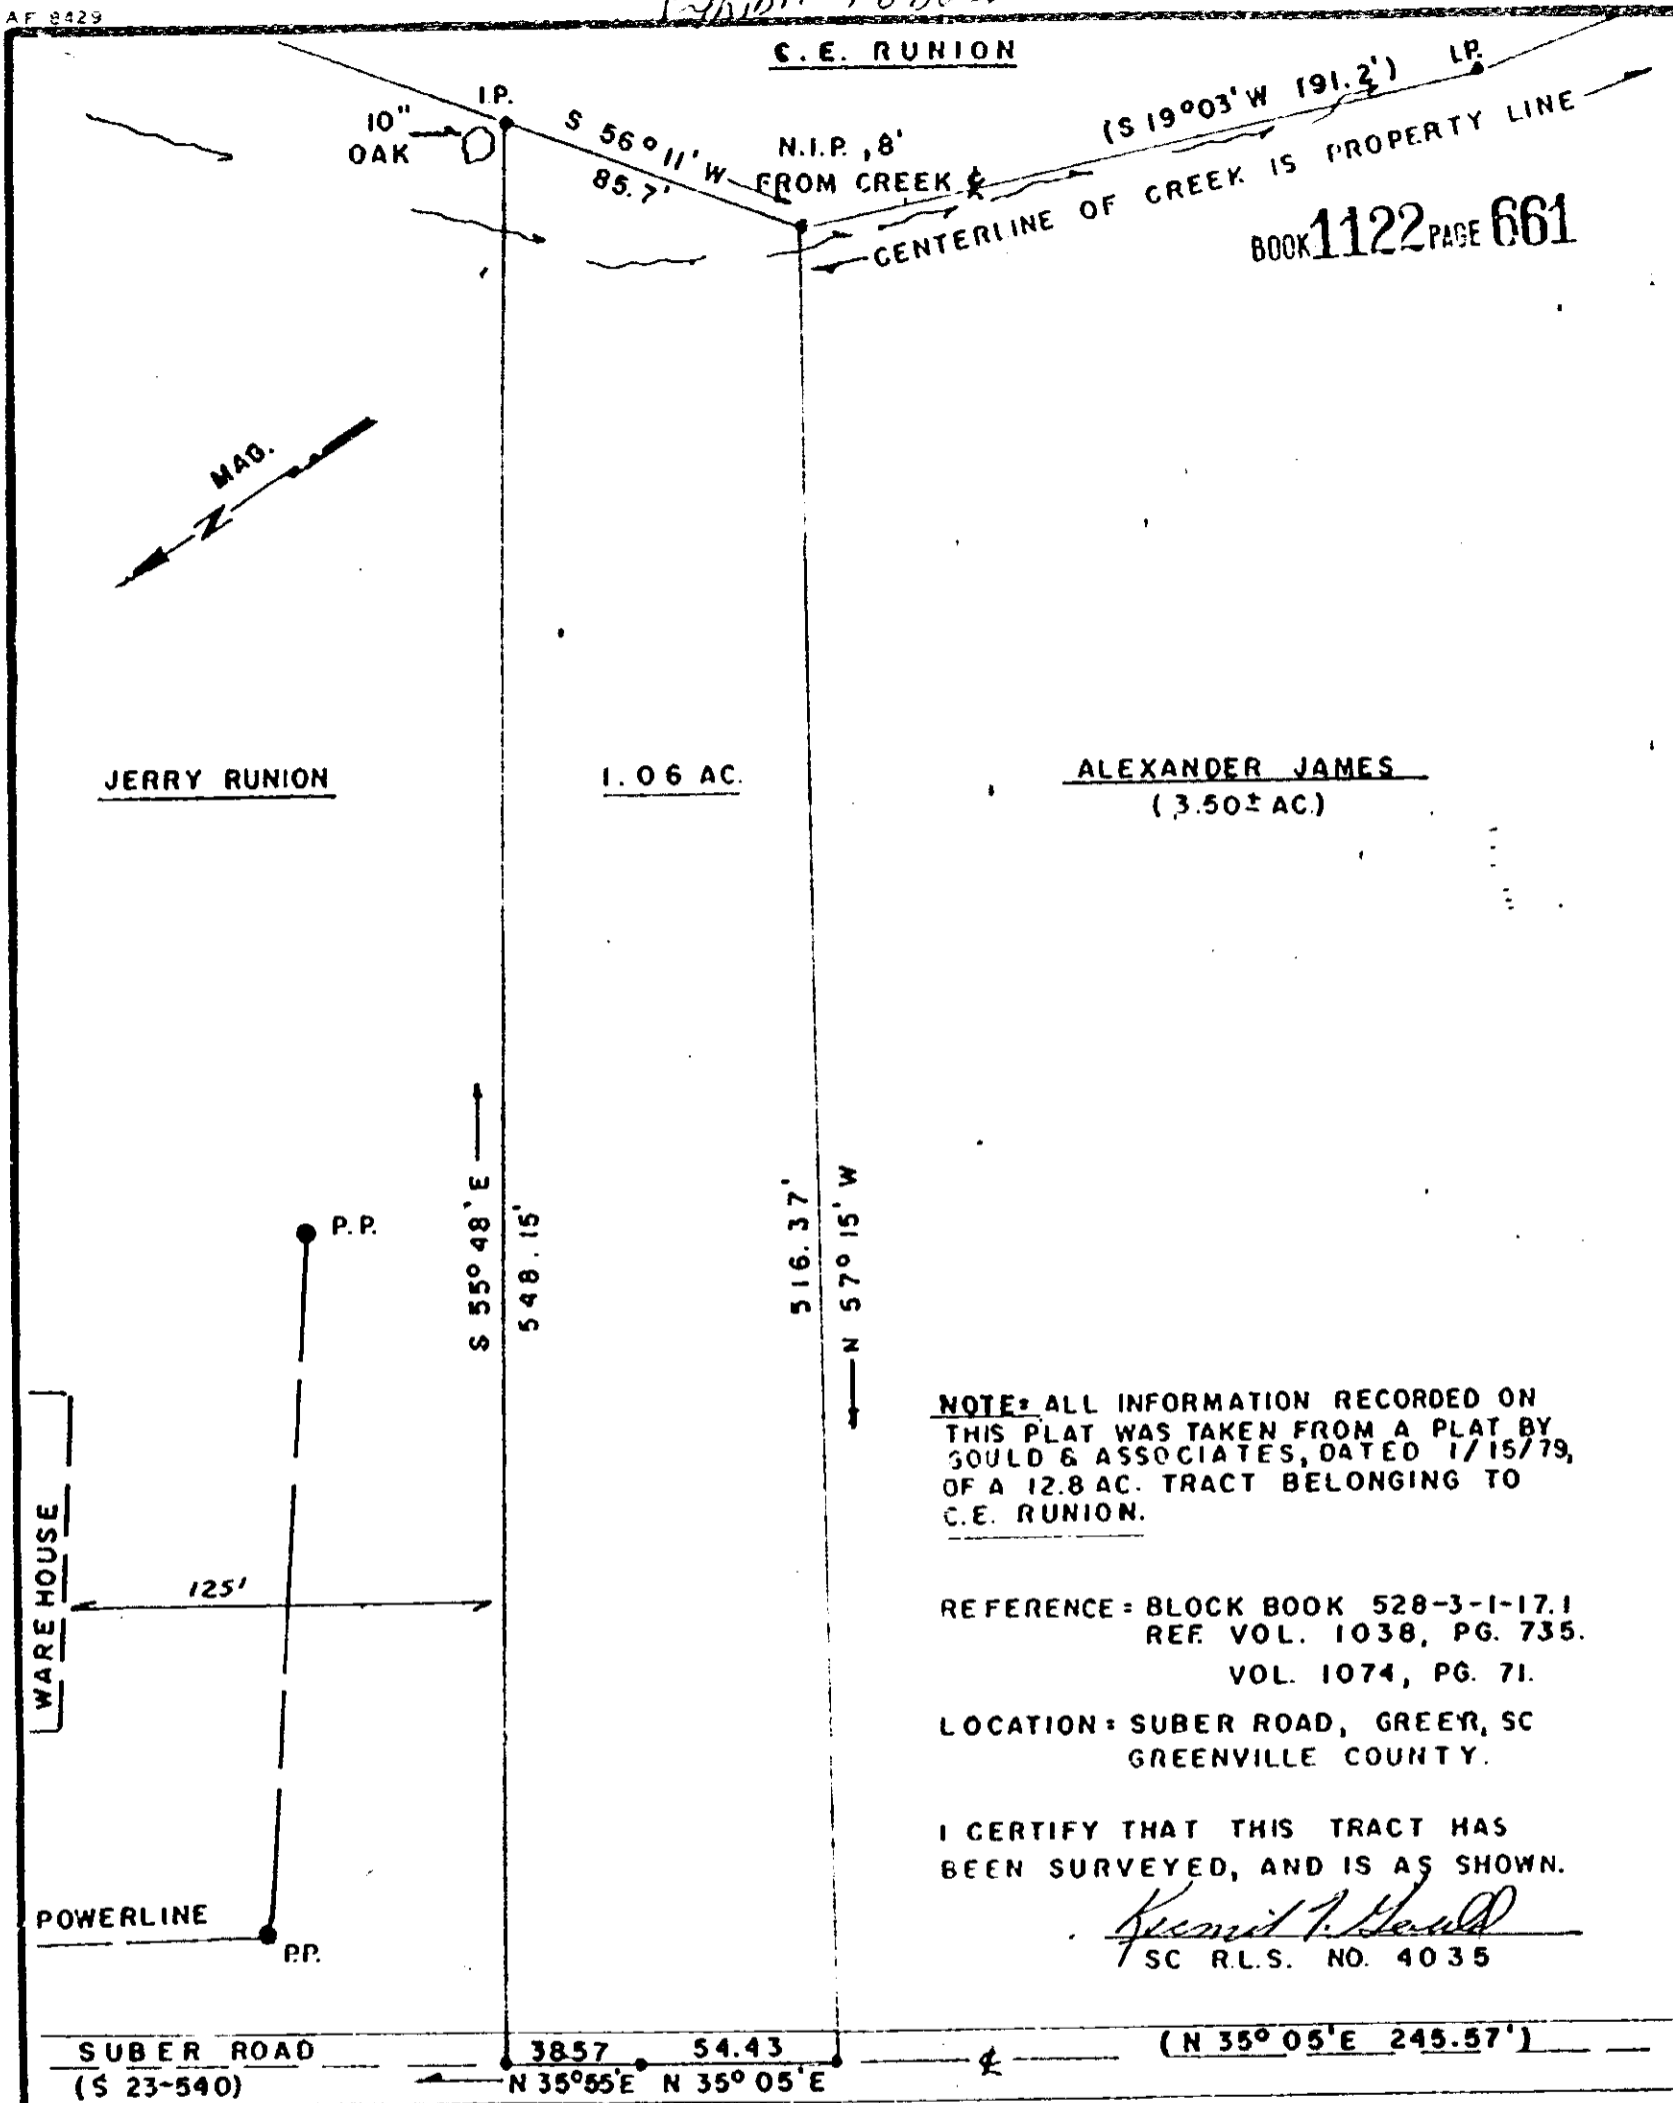 AF 8429
C.E. RUNION
I.P.
10"
OAK
S 56° 11' W
85.7'
N.I.P., 8'
FROM CREEK ℄
(S 19°03' W 191.2')
I.P.
CENTERLINE OF CREEK IS PROPERTY LINE
BOOK 1122 PAGE 661
MAG.
N
JERRY RUNION
1.06 AC.
ALEXANDER JAMES
(3.50± AC.)
S 55° 48' E
548.15'
516.37'
N 57° 15' W
P.P.
WAREHOUSE
125'
NOTE: ALL INFORMATION RECORDED ON
THIS PLAT WAS TAKEN FROM A PLAT BY
GOULD & ASSOCIATES, DATED 1/15/79,
OF A 12.8 AC. TRACT BELONGING TO
C.E. RUNION.
REFERENCE: BLOCK BOOK 528-3-1-17.1
REF. VOL. 1038, PG. 735.
VOL. 1074, PG. 71.
LOCATION: SUBER ROAD, GREER, SC
GREENVILLE COUNTY.
I CERTIFY THAT THIS TRACT HAS
BEEN SURVEYED, AND IS AS SHOWN.
SC R.L.S. NO. 4035
POWERLINE
P.P.
SUBER ROAD
(S 23-540)
38.57
54.43
N 35°55'E N 35° 05'E
℄
(N 35° 05'E 245.57')